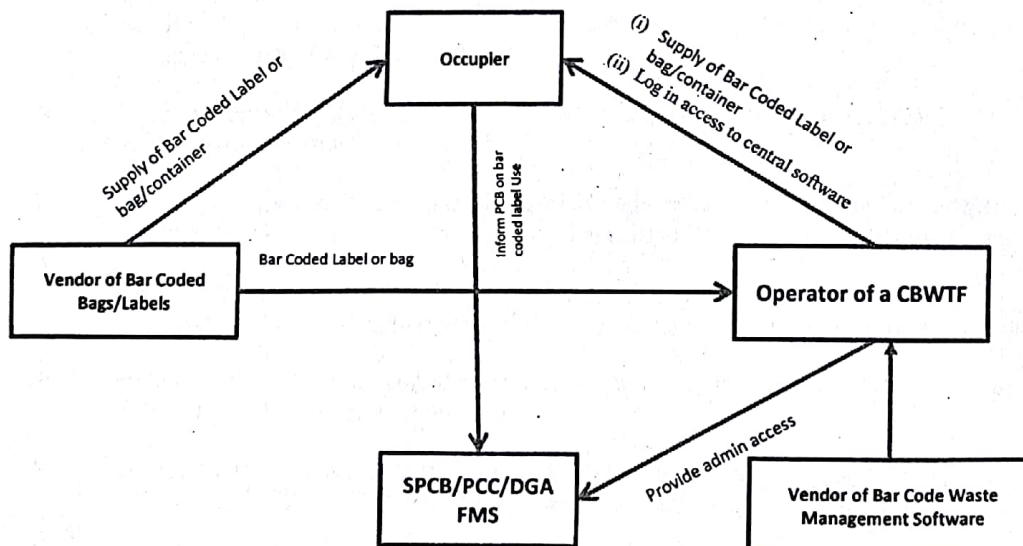 Occupier
(i) Supply of Bar Coded Label or
bag/container
(ii) Log in access to central software
Supply of Bar Coded Label or
bag/container
Inform PCB on bar
coded label Use
Vendor of Bar Coded
Bags/Labels
Bar Coded Label or bag
Operator of a CBWTF
Provide admin access
SPCB/PCC/DGA
FMS
Vendor of Bar Code Waste
Management Software